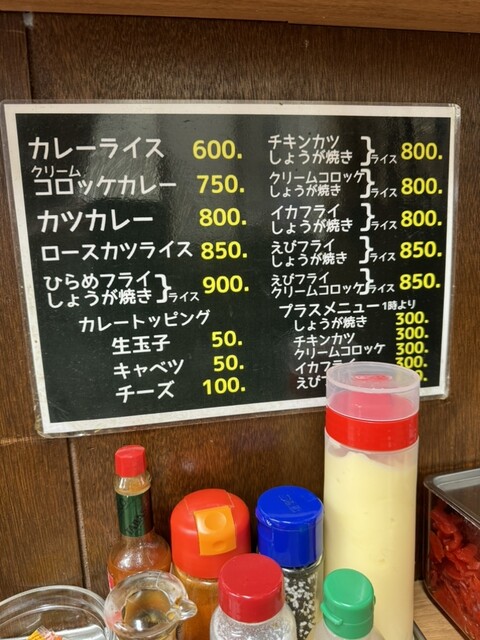 カレーライス 600.
クリーム
コロッケカレー 750.
カツカレー 800.
ロースカツライス 850.
ひらめフライ
しょうが焼き}ライス 900.
カレートッピング
生玉子 50.
キャベツ 50.
チーズ 100.
チキンカツ
しょうが焼き}ライス 800.
クリームコロッケ
しょうが焼き}ライス 800.
イカフライ
しょうが焼き}ライス 800.
えびフライ
しょうが焼き}ライス 850.
えびフライ
クリームコロッケ}ライス 850.
プラスメニュー 1時より
しょうが焼き 300.
チキンカツ 300.
クリームコロッケ 300.
イカフライ 300.
えび